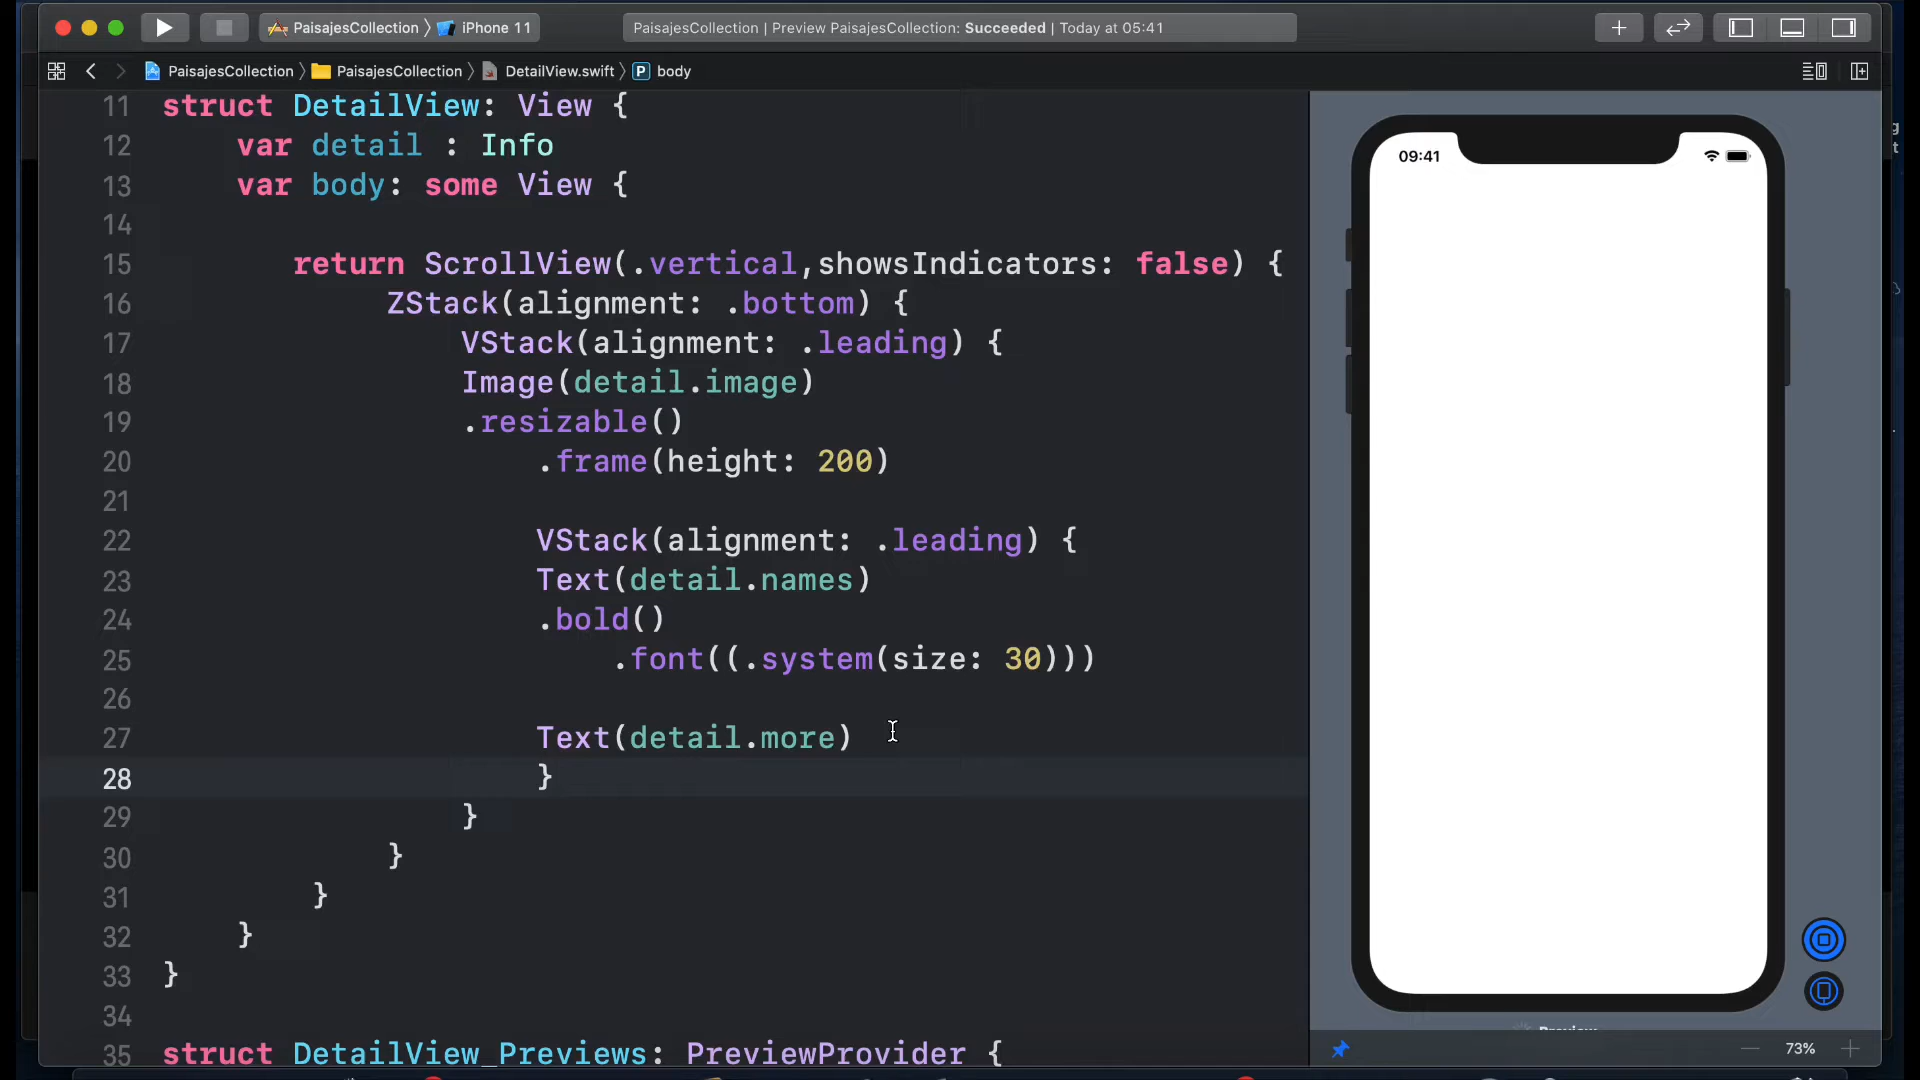 PaisajesCollection 〉 iPhone 11
PaisajesCollection | Preview PaisajesCollection: Succeeded | Today at 05:41
PaisajesCollection 〉 PaisajesCollection 〉 DetailView.swift 〉 P body
11 struct DetailView: View {
12 var detail : Info
13 var body: some View {
14
15 return ScrollView(.vertical,showsIndicators: false) {
16 ZStack(alignment: .bottom) {
17 VStack(alignment: .leading) {
18 Image(detail.image)
19 .resizable()
20 .frame(height: 200)
21
22 VStack(alignment: .leading) {
23 Text(detail.names)
24 .bold()
25 .font((.system(size: 30)))
26
27 Text(detail.more)
28 }
29 }
30 }
31 }
32 }
33 }
34
35 struct DetailView_Previews: PreviewProvider {
09:41
Preview
73%